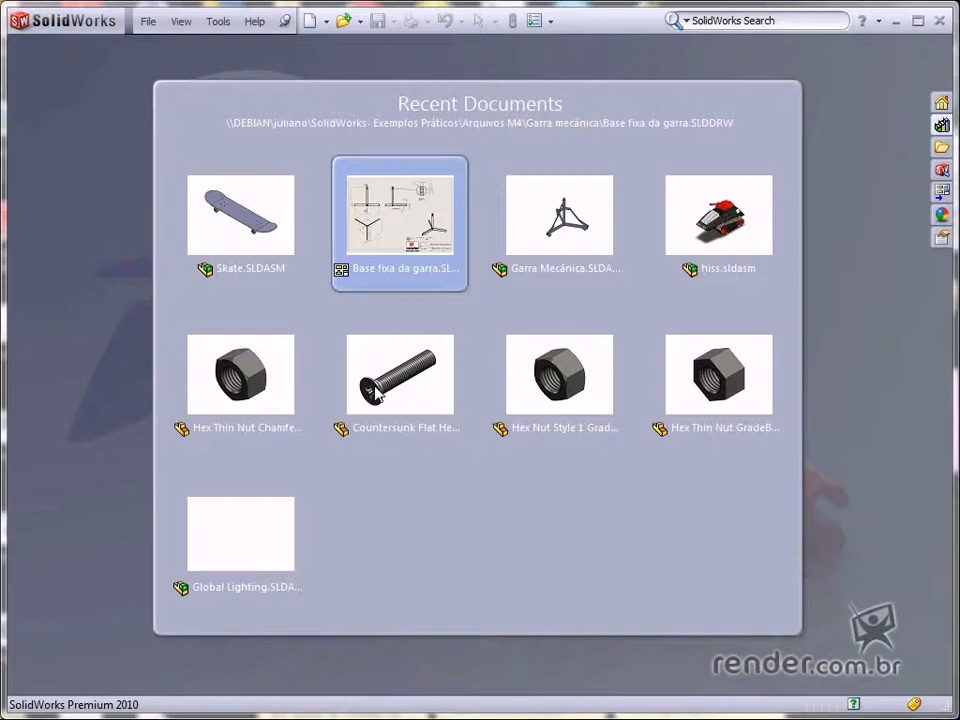 SolidWorks File View Tools Help SolidWorks Search
Recent Documents
\\DEBIAN\juliano\SolidWorks- Exemplos Práticos\Arquivos M4\Garra mecânica\Base fixa da garra.SLDDRW
Skate.SLDASM Base fixa da garra.SL... Garra Mecânica.SLDA... hiss.sldasm
Hex Thin Nut Chamfe... Countersunk Flat He... Hex Nut Style 1 Grad... Hex Thin Nut GradeB...
Global Lighting.SLDA...
render.com.br
SolidWorks Premium 2010